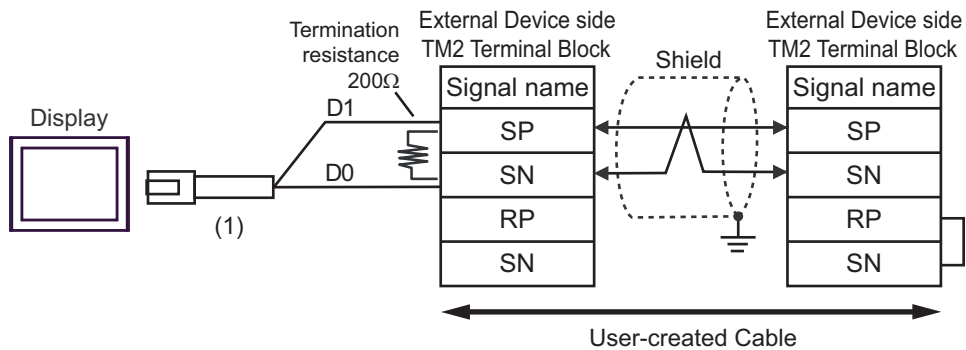 External Device side
TM2 Terminal Block
External Device side
TM2 Terminal Block
Termination
resistance
200Ω
Shield
Display
D1
D0
(1)
Signal name
SP
SN
RP
SN
Signal name
SP
SN
RP
SN
User-created Cable